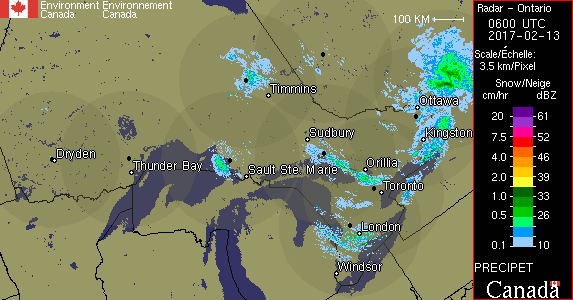 Environment Environnement
Canada Canada
100 KM
Radar - Ontario
0600 UTC
2017-02-13
Scale/Échelle:
3.5 km/Pixel
Snow/Neige
cm/hr dBZ
20 61
7.5 57
5.0 52
4.0 46
2.0 39
1.0 33
0.5 26
0.1 10
PRECIPET
Canada
Timmins
Ottawa
Sudbury
Kingston
Dryden
Thunder Bay
Sault Ste. Marie
Orillia
Toronto
London
Windsor